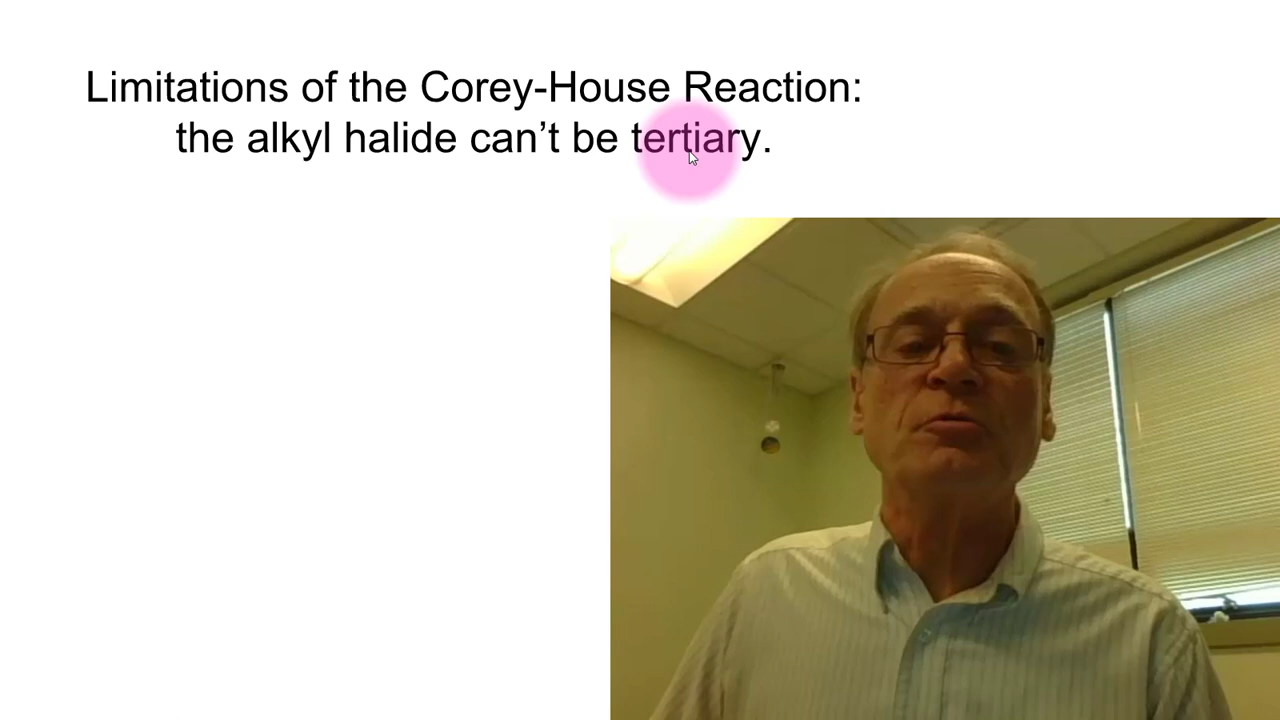 Limitations of the Corey-House Reaction:
the alkyl halide can’t be tertiary.